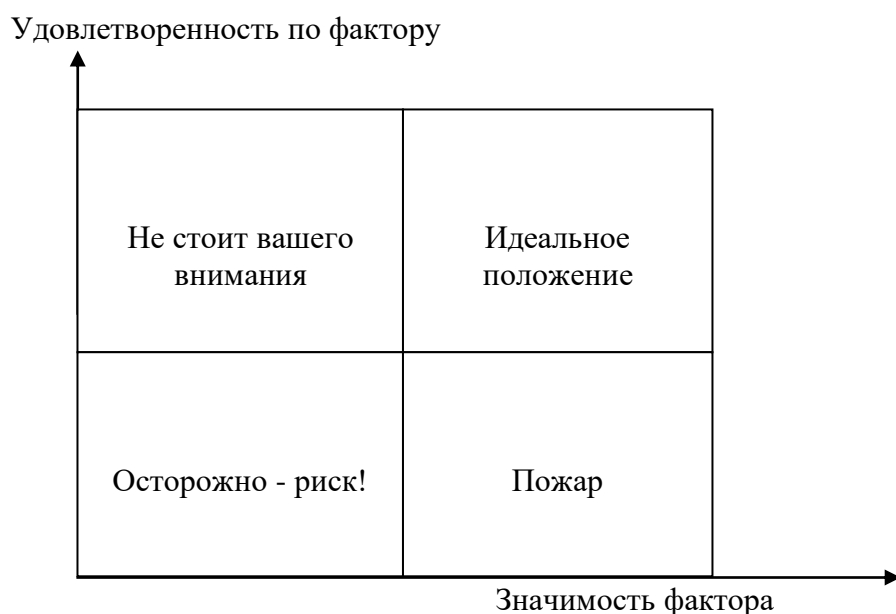 Удовлетворенность по фактору
Не стоит вашего
внимания
Идеальное
положение
Осторожно - риск!
Пожар
Значимость фактора